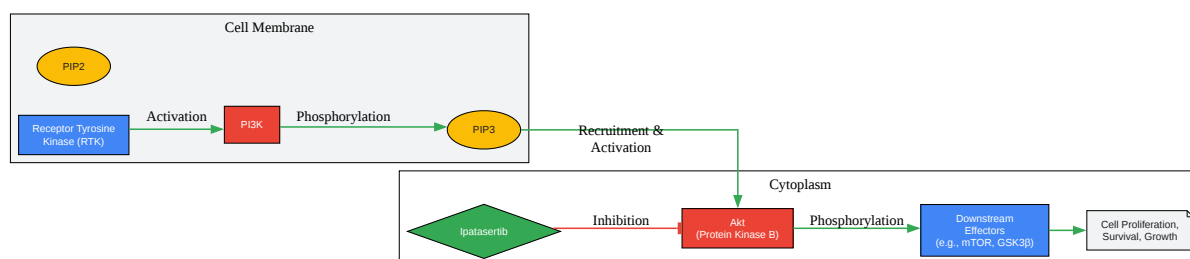 Cell Membrane
PIP2
Receptor Tyrosine
Kinase (RTK)
Activation
PI3K
Phosphorylation
PIP3
Recruitment &
Activation
Cytoplasm
Ipatasertib
Inhibition
Akt
(Protein Kinase B)
Phosphorylation
Downstream
Effectors
(e.g., mTOR, GSK3β)
Cell Proliferation,
Survival, Growth